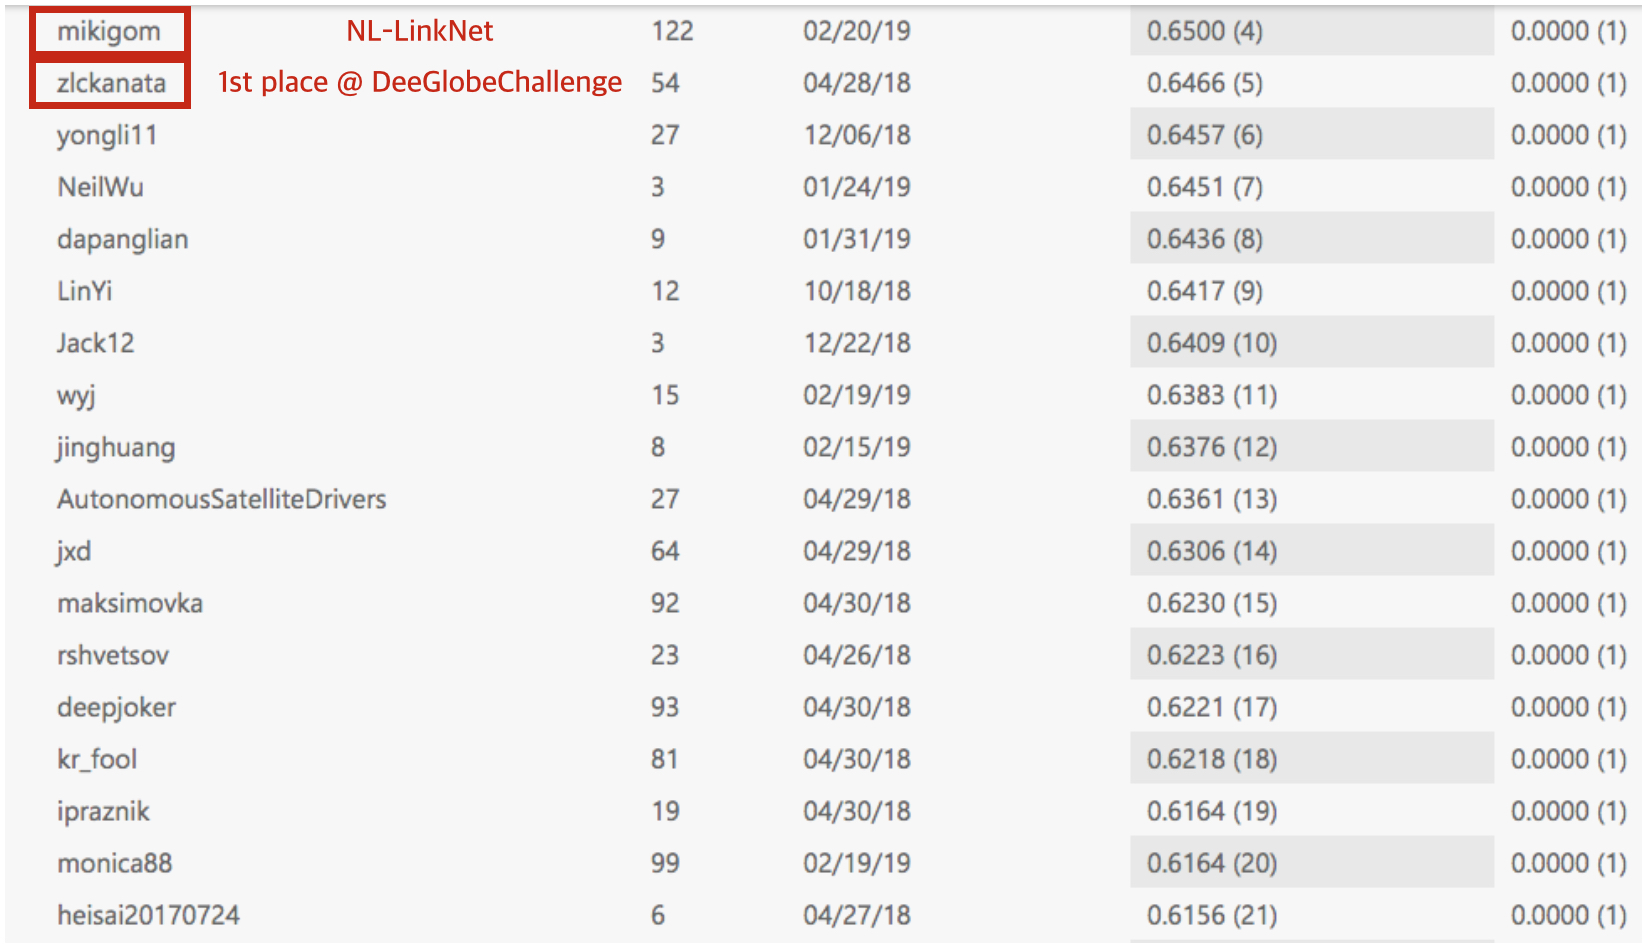 mikigom NL-LinkNet 122 02/20/19 0.6500 (4) 0.0000 (1)
zlckanata 1st place @ DeeGlobeChallenge 54 04/28/18 0.6466 (5) 0.0000 (1)
yongli11 27 12/06/18 0.6457 (6) 0.0000 (1)
NeilWu 3 01/24/19 0.6451 (7) 0.0000 (1)
dapanglian 9 01/31/19 0.6436 (8) 0.0000 (1)
LinYi 12 10/18/18 0.6417 (9) 0.0000 (1)
Jack12 3 12/22/18 0.6409 (10) 0.0000 (1)
wyj 15 02/19/19 0.6383 (11) 0.0000 (1)
jinghuang 8 02/15/19 0.6376 (12) 0.0000 (1)
AutonomousSatelliteDrivers 27 04/29/18 0.6361 (13) 0.0000 (1)
jxd 64 04/29/18 0.6306 (14) 0.0000 (1)
maksimovka 92 04/30/18 0.6230 (15) 0.0000 (1)
rshvetsov 23 04/26/18 0.6223 (16) 0.0000 (1)
deepjoker 93 04/30/18 0.6221 (17) 0.0000 (1)
kr_fool 81 04/30/18 0.6218 (18) 0.0000 (1)
ipraznik 19 04/30/18 0.6164 (19) 0.0000 (1)
monica88 99 02/19/19 0.6164 (20) 0.0000 (1)
heisai20170724 6 04/27/18 0.6156 (21) 0.0000 (1)